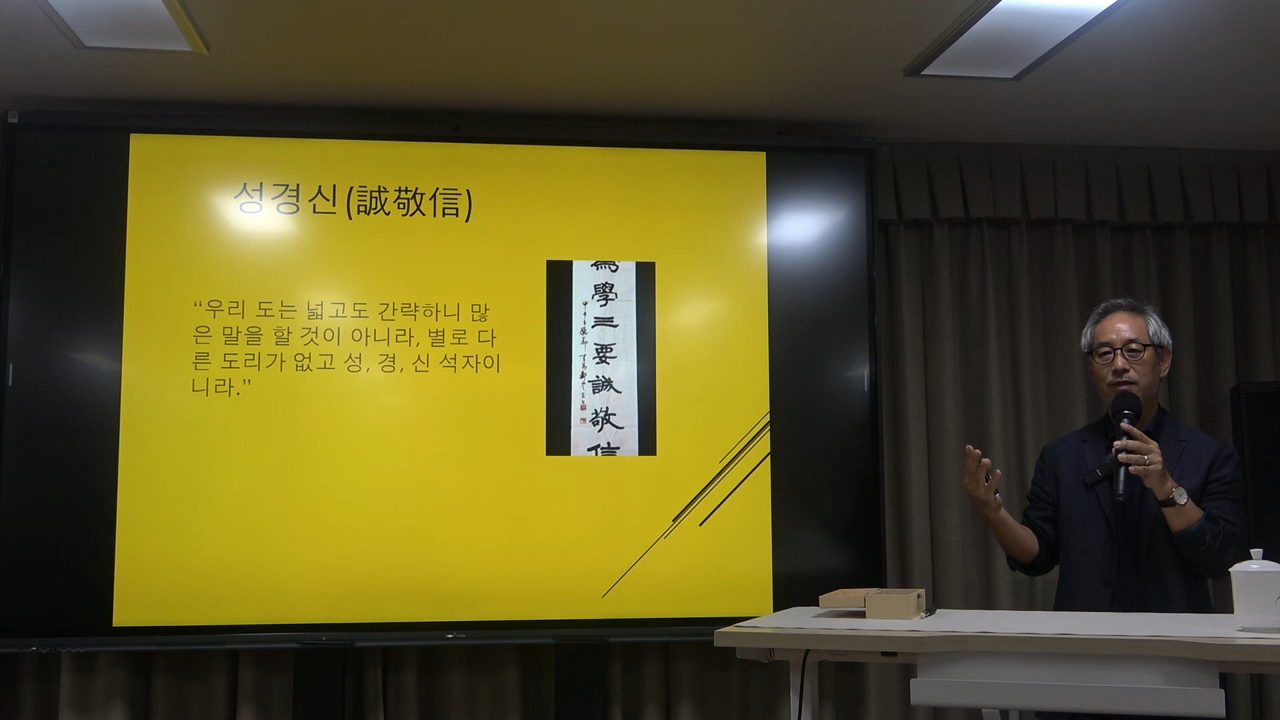 성경신(誠敬信)
“우리 도는 넓고도 간략하니 많
은 말을 할 것이 아니라, 별로 다
른 도리가 없고 성, 경, 신 석자이
니라.”
為學三要誠敬信